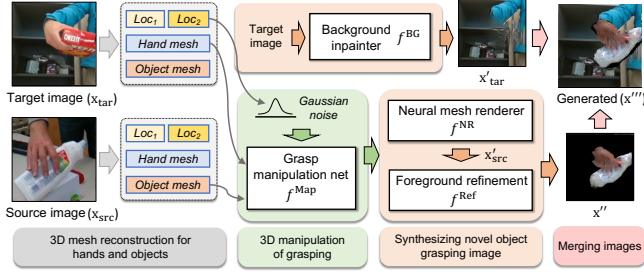 Loc₁ Loc₂
Hand mesh
Object mesh
Target image (x_tar)
Target
image
Background
inpainter f^BG
x′_tar
Generated (x‴)
Gaussian
noise
Grasp
manipulation net
f^Map
Neural mesh renderer
f^NR
x′_src
Foreground refinement
f^Ref
x″
Loc₁ Loc₂
Hand mesh
Object mesh
Source image (x_src)
3D mesh reconstruction for
hands and objects
3D manipulation
of grasping
Synthesizing novel object
grasping image
Merging images